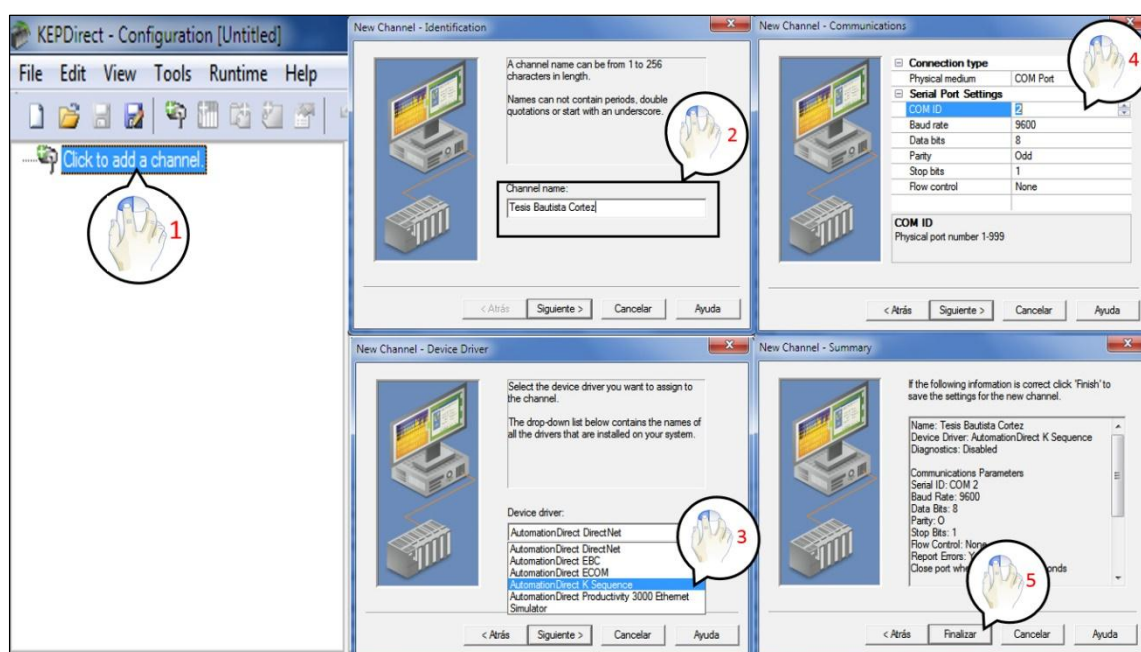 KEPDirect - Configuration [Untitled]
File Edit View Tools Runtime Help
Click to add a channel.
1
New Channel - Identification
A channel name can be from 1 to 256
characters in length.
Names can not contain periods, double
quotations or start with an underscore.
2
Channel name:
Tesis Bautista Cortez
< Atrás Siguiente > Cancelar Ayuda
New Channel - Communications
4
Connection type
Physical medium COM Port
Serial Port Settings
COM ID 2
Baud rate 9600
Data bits 8
Parity Odd
Stop bits 1
Flow control None
COM ID
Physical port number 1-999
< Atrás Siguiente > Cancelar Ayuda
New Channel - Device Driver
Select the device driver you want to assign to
the channel.
The drop-down list below contains the names of
all the drivers that are installed on your system.
Device driver:
AutomationDirect DirectNet
AutomationDirect DirectNet
AutomationDirect EBC
AutomationDirect ECOM
AutomationDirect K Sequence
AutomationDirect Productivity 3000 Ethernet
Simulator
3
< Atrás Siguiente > Cancelar Ayuda
New Channel - Summary
If the following information is correct click 'Finish' to
save the settings for the new channel.
Name: Tesis Bautista Cortez
Device Driver: AutomationDirect K Sequence
Diagnostics: Disabled
Communications Parameters
Serial ID: COM 2
Baud Rate: 9600
Data Bits: 8
Parity: O
Stop Bits: 1
Flow Control: None
Report Errors:
Close port
5
< Atrás Finalizar Cancelar Ayuda